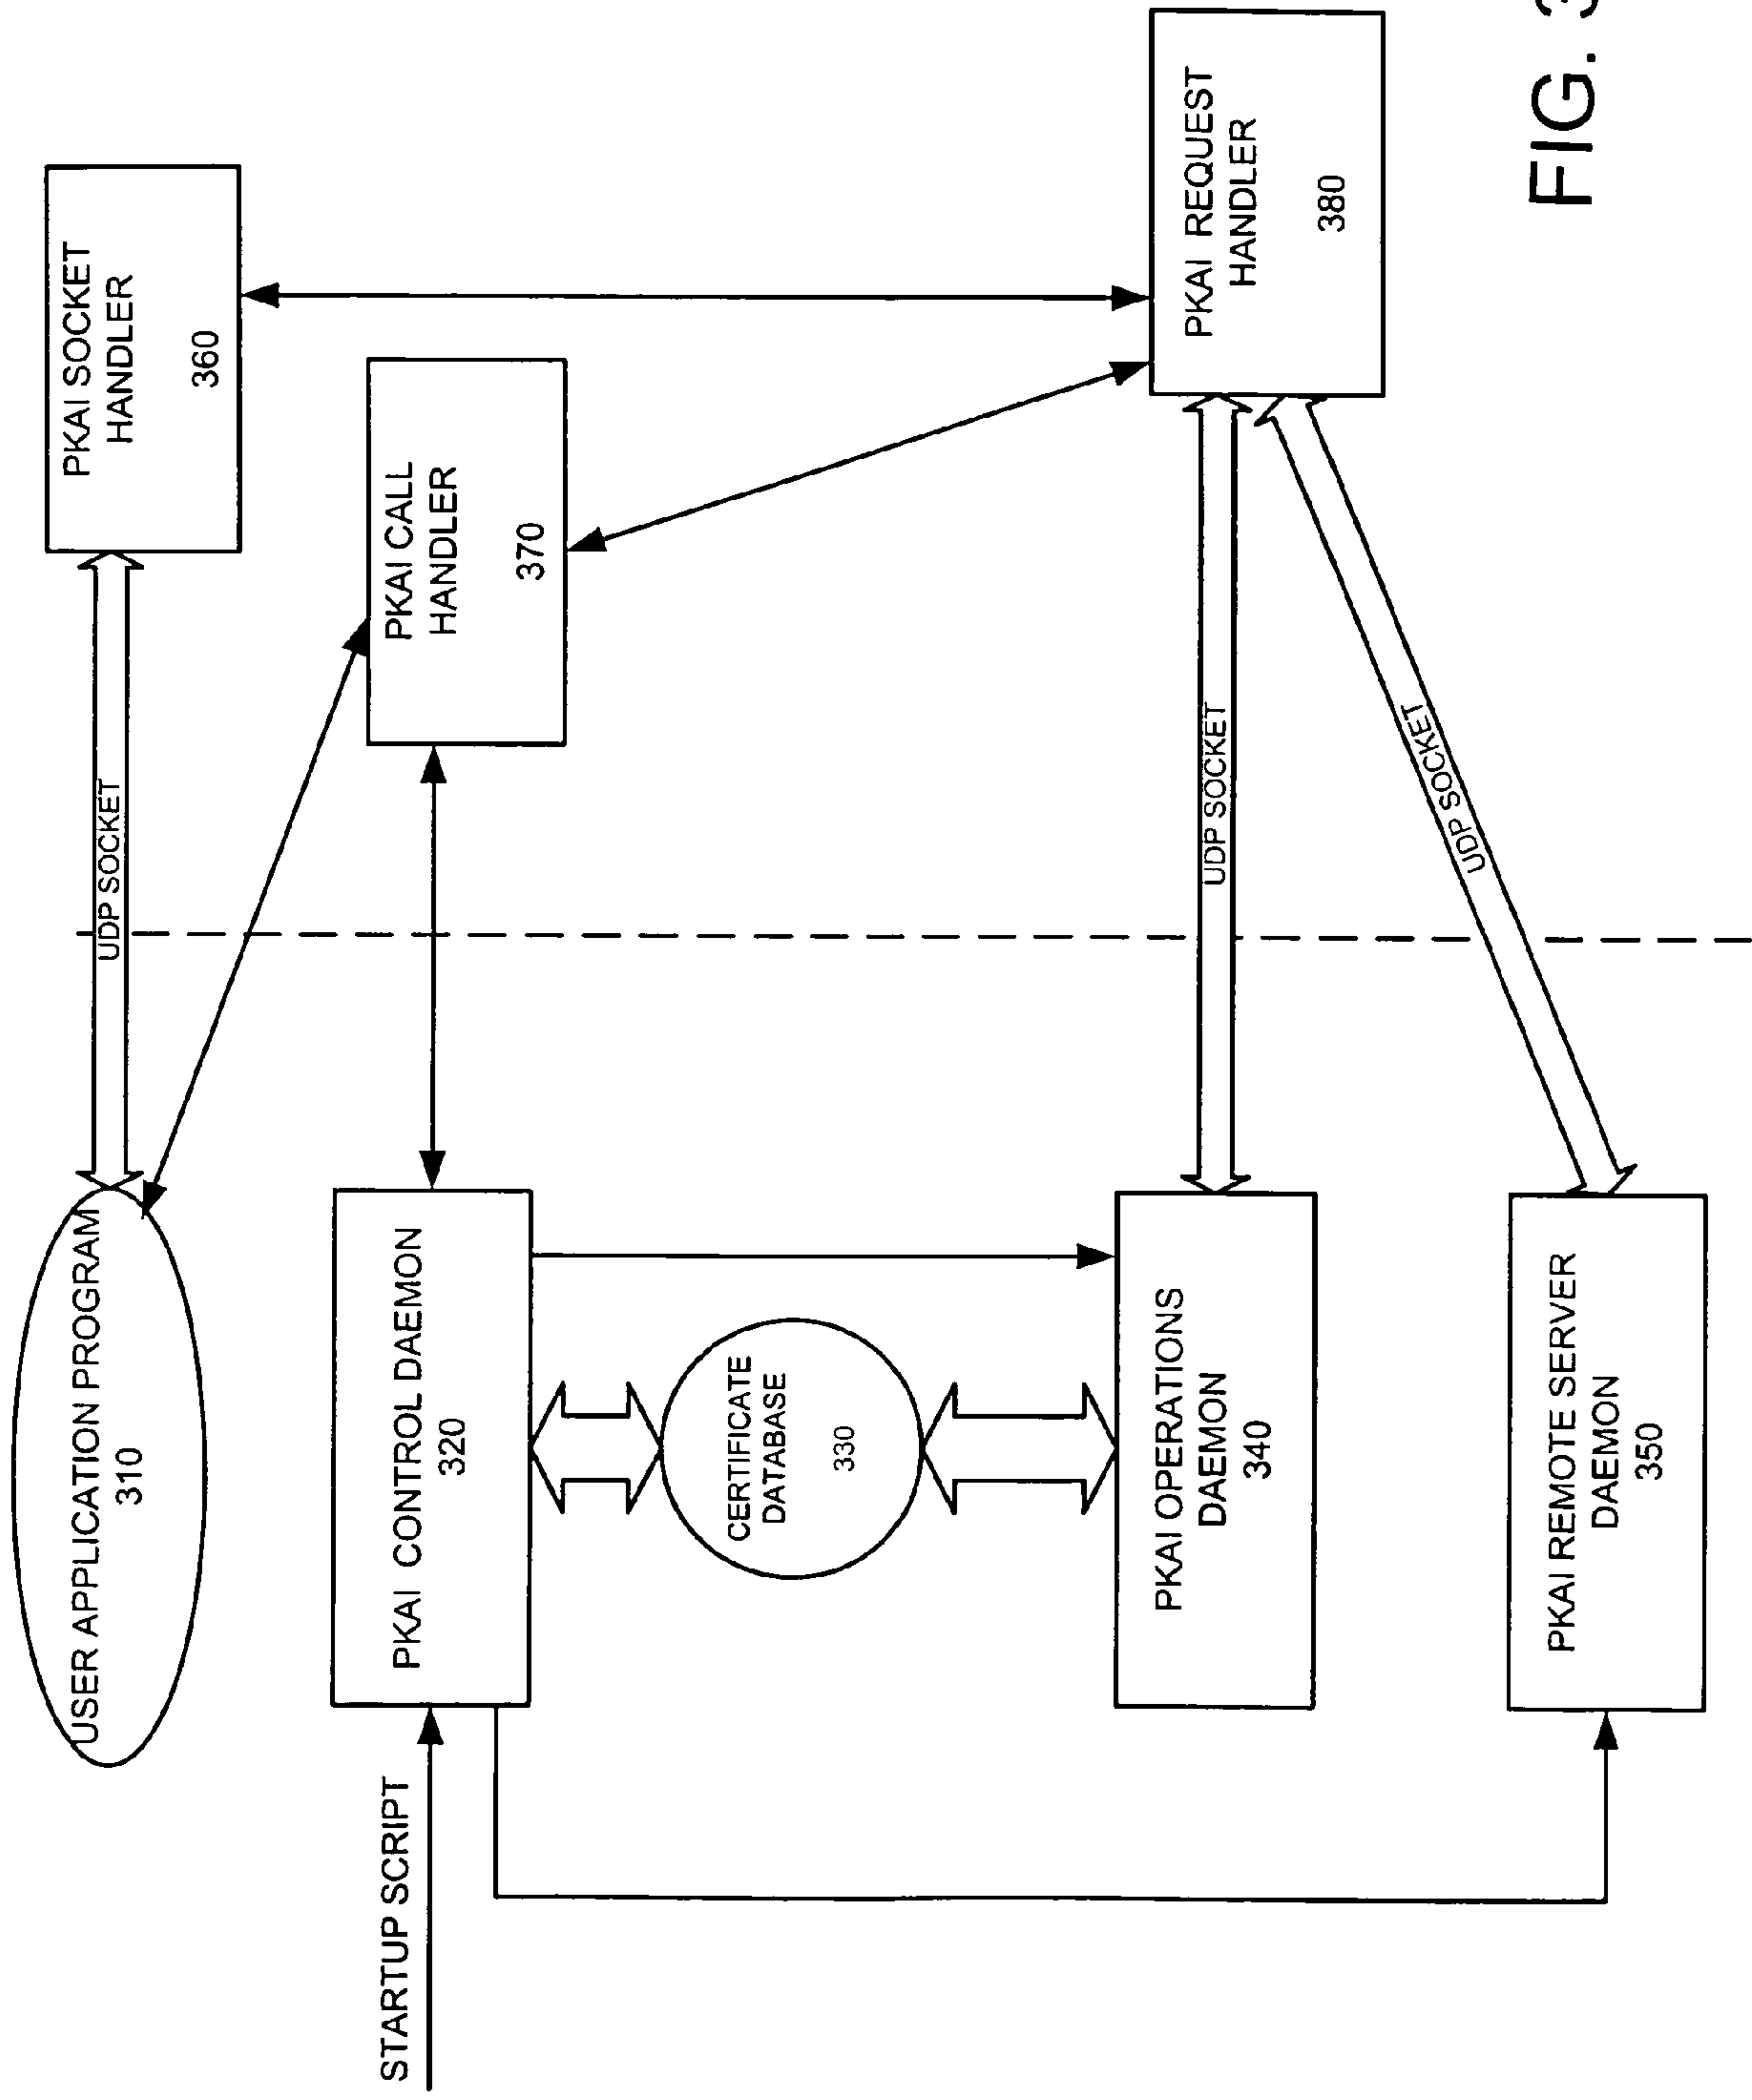 USER APPLICATION PROGRAM
310
UDP SOCKET
PKAI SOCKET
HANDLER
360
STARTUP SCRIPT
PKAI CONTROL DAEMON
320
PKAI CALL
HANDLER
370
CERTIFICATE
DATABASE
330
PKAI OPERATIONS
DAEMON
340
UDP SOCKET
PKAI REQUEST
HANDLER
380
UDP SOCKET
PKAI REMOTE SERVER
DAEMON
350
FIG. 3